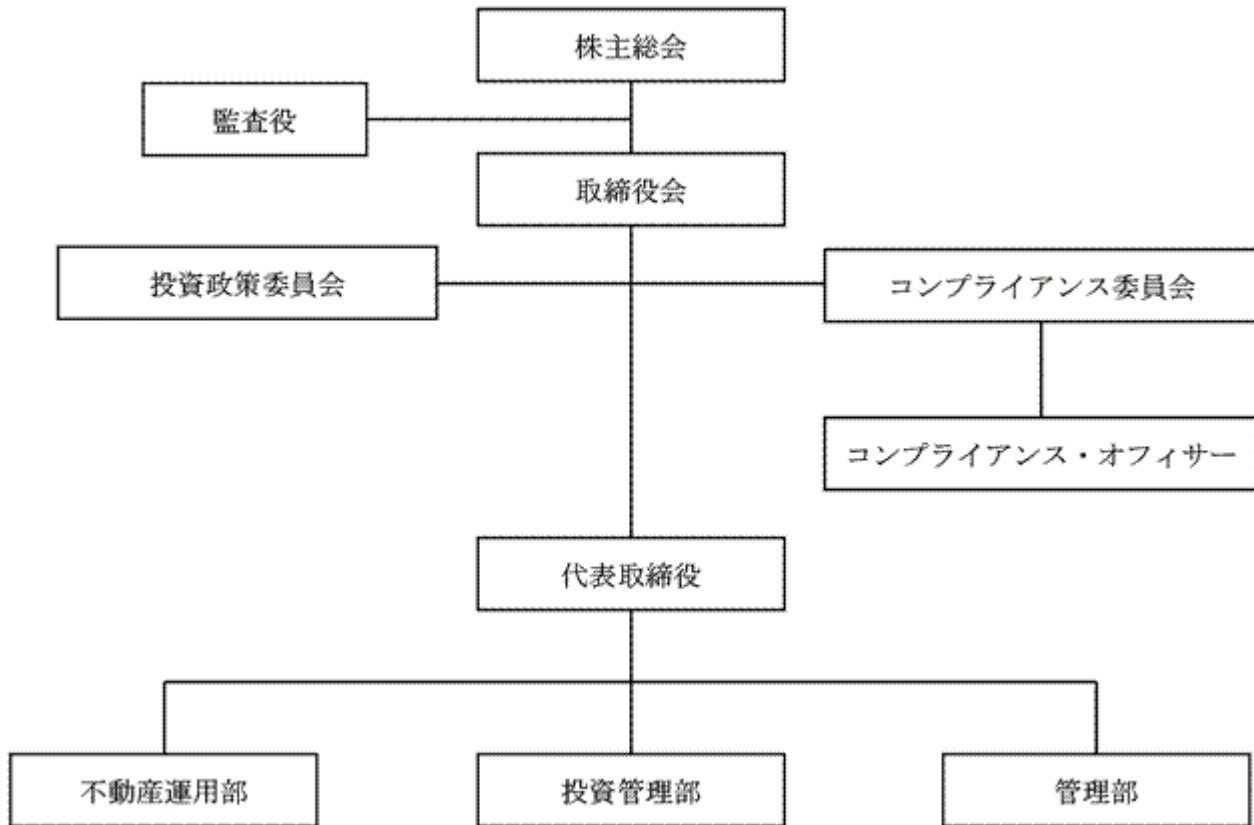 株主総会
監査役
取締役会
投資政策委員会
コンプライアンス委員会
コンプライアンス・オフィサー
代表取締役
不動産運用部
投資管理部
管理部